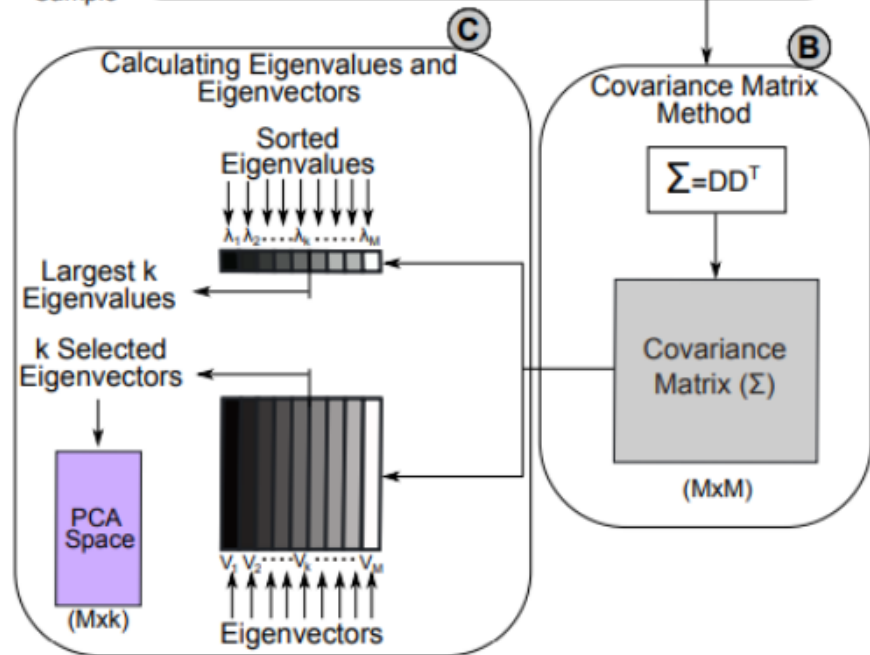 Sample
C
Calculating Eigenvalues and
Eigenvectors
Sorted
Eigenvalues
λ1 λ2 ····λk ····· λM
Largest k
Eigenvalues
k Selected
Eigenvectors
PCA
Space
(Mxk)
V1 V2 ····Vk ····· VM
Eigenvectors
B
Covariance Matrix
Method
Σ=DDᵀ
Covariance
Matrix (Σ)
(MxM)